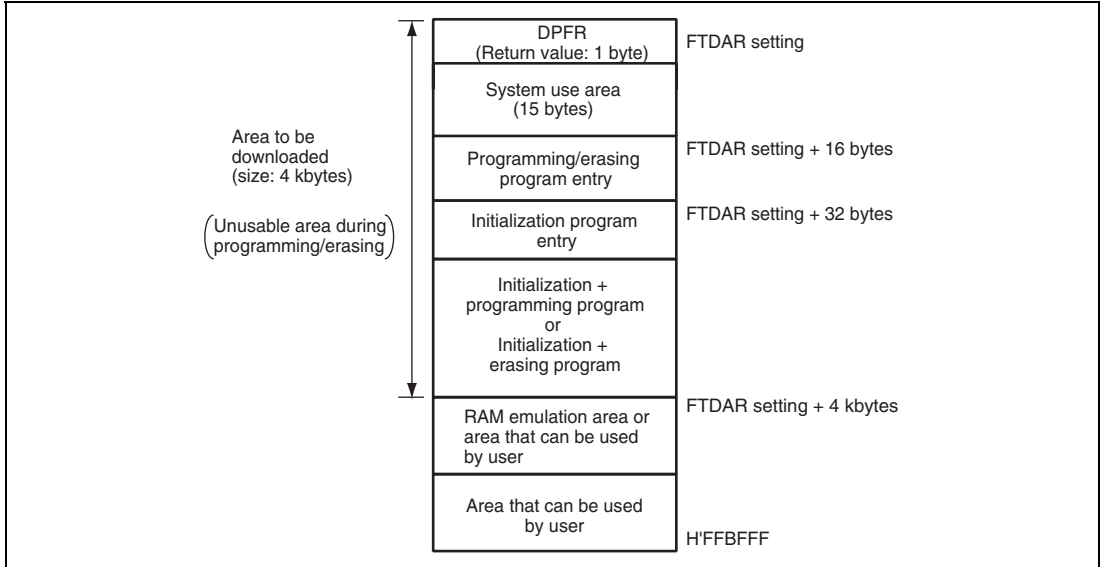 DPFR
(Return value: 1 byte)
FTDAR setting
System use area
(15 bytes)
Area to be
downloaded
(size: 4 kbytes)
(Unusable area during
programming/erasing)
FTDAR setting + 16 bytes
Programming/erasing
program entry
FTDAR setting + 32 bytes
Initialization program
entry
Initialization +
programming program
or
Initialization +
erasing program
FTDAR setting + 4 kbytes
RAM emulation area or
area that can be used
by user
Area that can be used
by user
H'FFBFFF